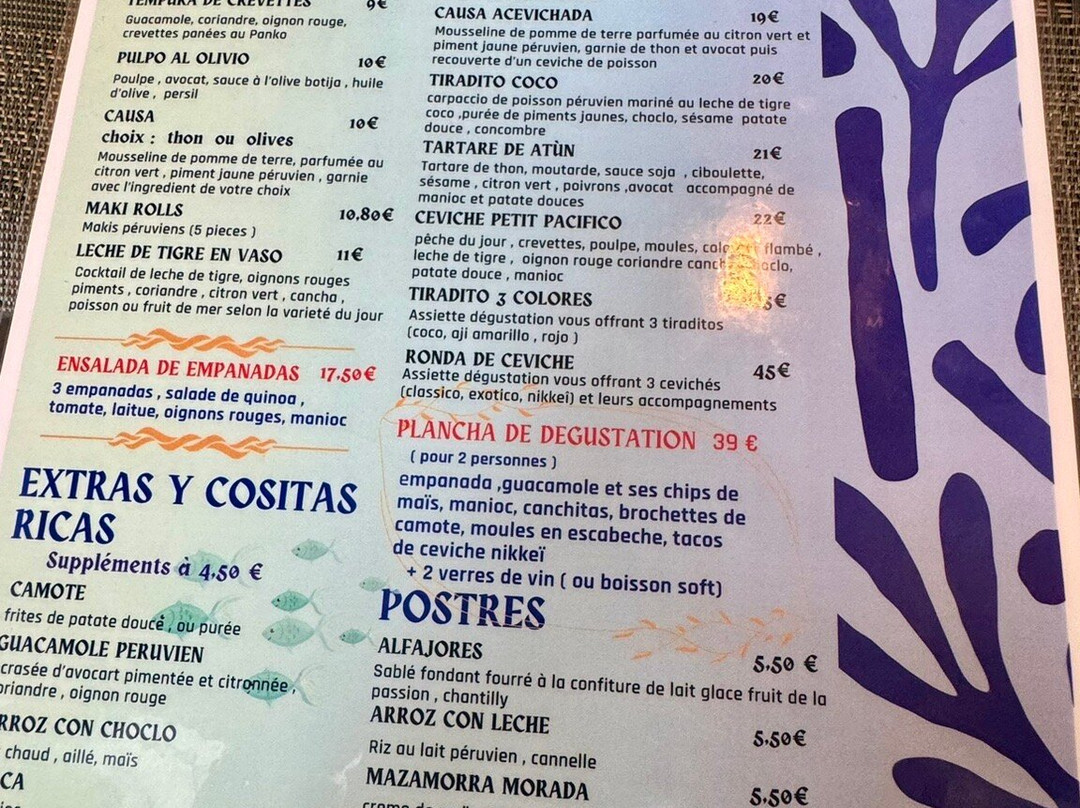 TEMPURA DE CREVETTES 9€
Guacamole, coriandre, oignon rouge,
crevettes panées au Panko
PULPO AL OLIVIO 10€
Poulpe , avocat, sauce à l'olive botija , huile
d'olive , persil
CAUSA 10€
choix : thon ou olives
Mousseline de pomme de terre, parfumée au
citron vert , piment jaune péruvien , garnie
avec l'ingredient de votre choix
MAKI ROLLS 10,80€
Makis péruviens (5 pieces )
LECHE DE TIGRE EN VASO 11€
Cocktail de leche de tigre, oignons rouges
piments , coriandre , citron vert , cancha ,
poisson ou fruit de mer selon la varieté du jour
ENSALADA DE EMPANADAS 17,50€
3 empanadas , salade de quinoa ,
tomate, laitue, oignons rouges, manioc
EXTRAS Y COSITAS
RICAS
Suppléments à 4,50 €
CAMOTE
frites de patate douce , ou purée
GUACAMOLE PERUVIEN
crasée d'avocart pimentée et citronnée ,
oriandre , oignon rouge
RROZ CON CHOCLO
chaud , aillé, maïs
CA
CAUSA ACEVICHADA 19€
Mousseline de pomme de terre parfumée au citron vert et
piment jaune péruvien, garnie de thon et avocat puis
recouverte d'un ceviche de poisson
TIRADITO COCO 20€
carpaccio de poisson péruvien mariné au leche de tigre
coco ,purée de piments jaunes, choclo, sésame patate
douce , concombre
TARTARE DE ATÙN 21€
Tartare de thon, moutarde, sauce soja , ciboulette,
sésame , citron vert , poivrons ,avocat accompagné de
manioc et patate douces
CEVICHE PETIT PACIFICO 22€
pêche du jour , crevettes, poulpe, moules, flambé ,
leche de tigre , oignon rouge coriandre
patate douce , manioc
TIRADITO 3 COLORES 5€
Assiette dégustation vous offrant 3 tiraditos
(coco, aji amarillo , rojo )
RONDA DE CEVICHE 45€
Assiette dégustation vous offrant 3 cevichés
(classico, exotico, nikkei) et leurs accompagnements
PLANCHA DE DEGUSTATION 39 €
( pour 2 personnes )
empanada ,guacamole et ses chips de
maïs, manioc, canchitas, brochettes de
camote, moules en escabeche, tacos
de ceviche nikkeï
+ 2 verres de vin ( ou boisson soft)
POSTRES
ALFAJORES 5,50 €
Sablé fondant fourré à la confiture de lait glace fruit de la
passion , chantilly
ARROZ CON LECHE 5,50€
Riz au lait péruvien , cannelle
MAZAMORRA MORADA 5,50€